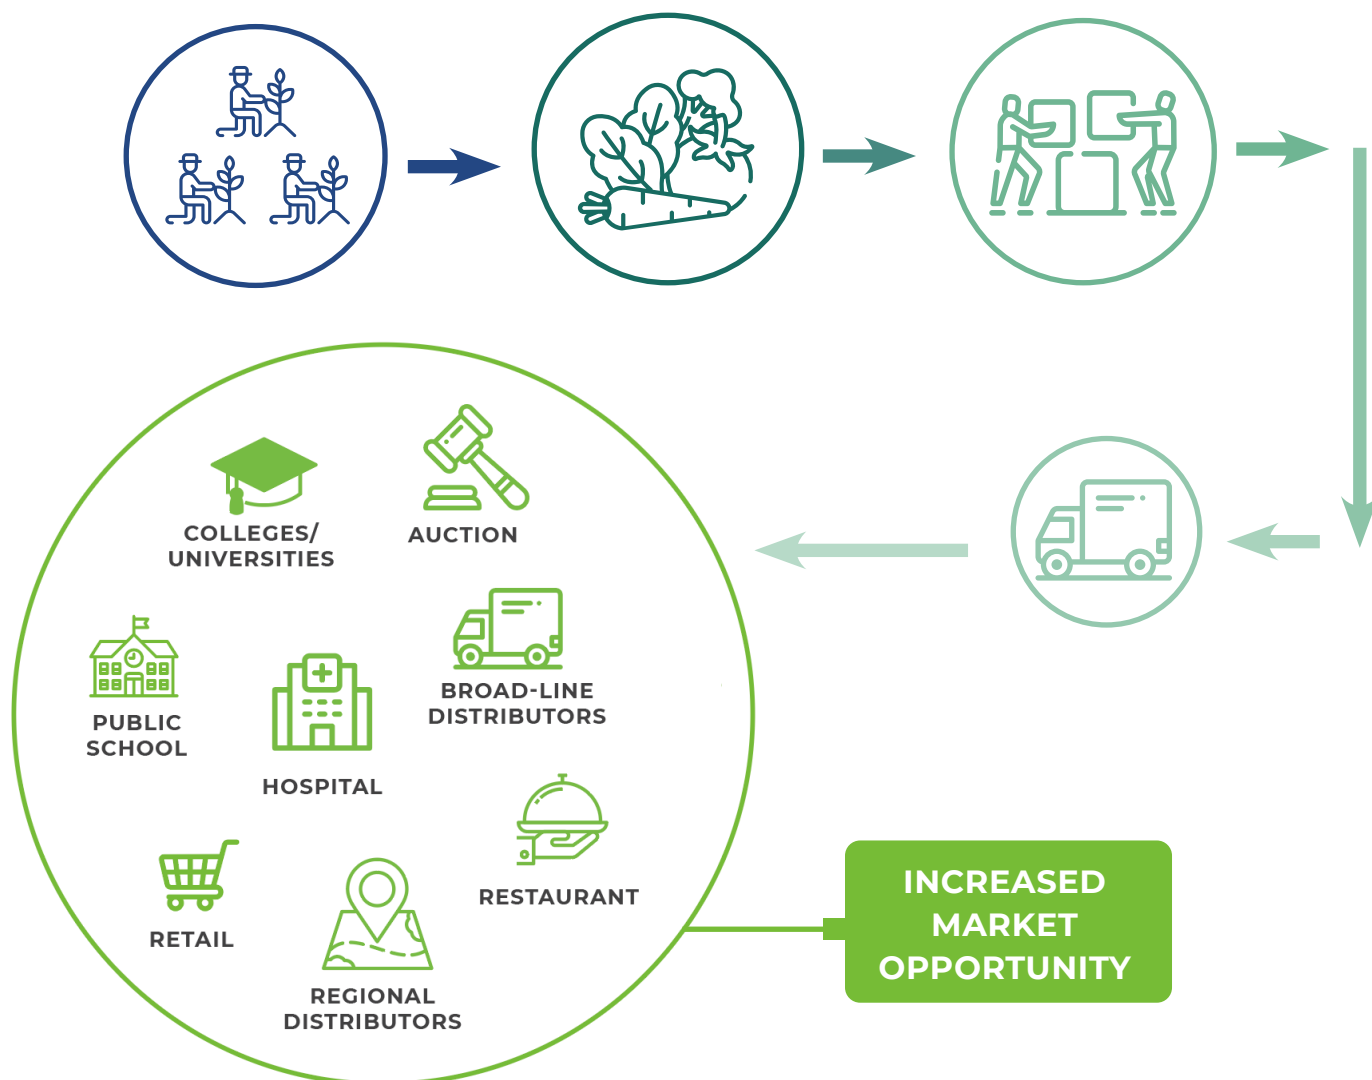 COLLEGES/
UNIVERSITIES
AUCTION
PUBLIC
SCHOOL
HOSPITAL
BROAD-LINE
DISTRIBUTORS
RETAIL
REGIONAL
DISTRIBUTORS
RESTAURANT
INCREASED
MARKET
OPPORTUNITY